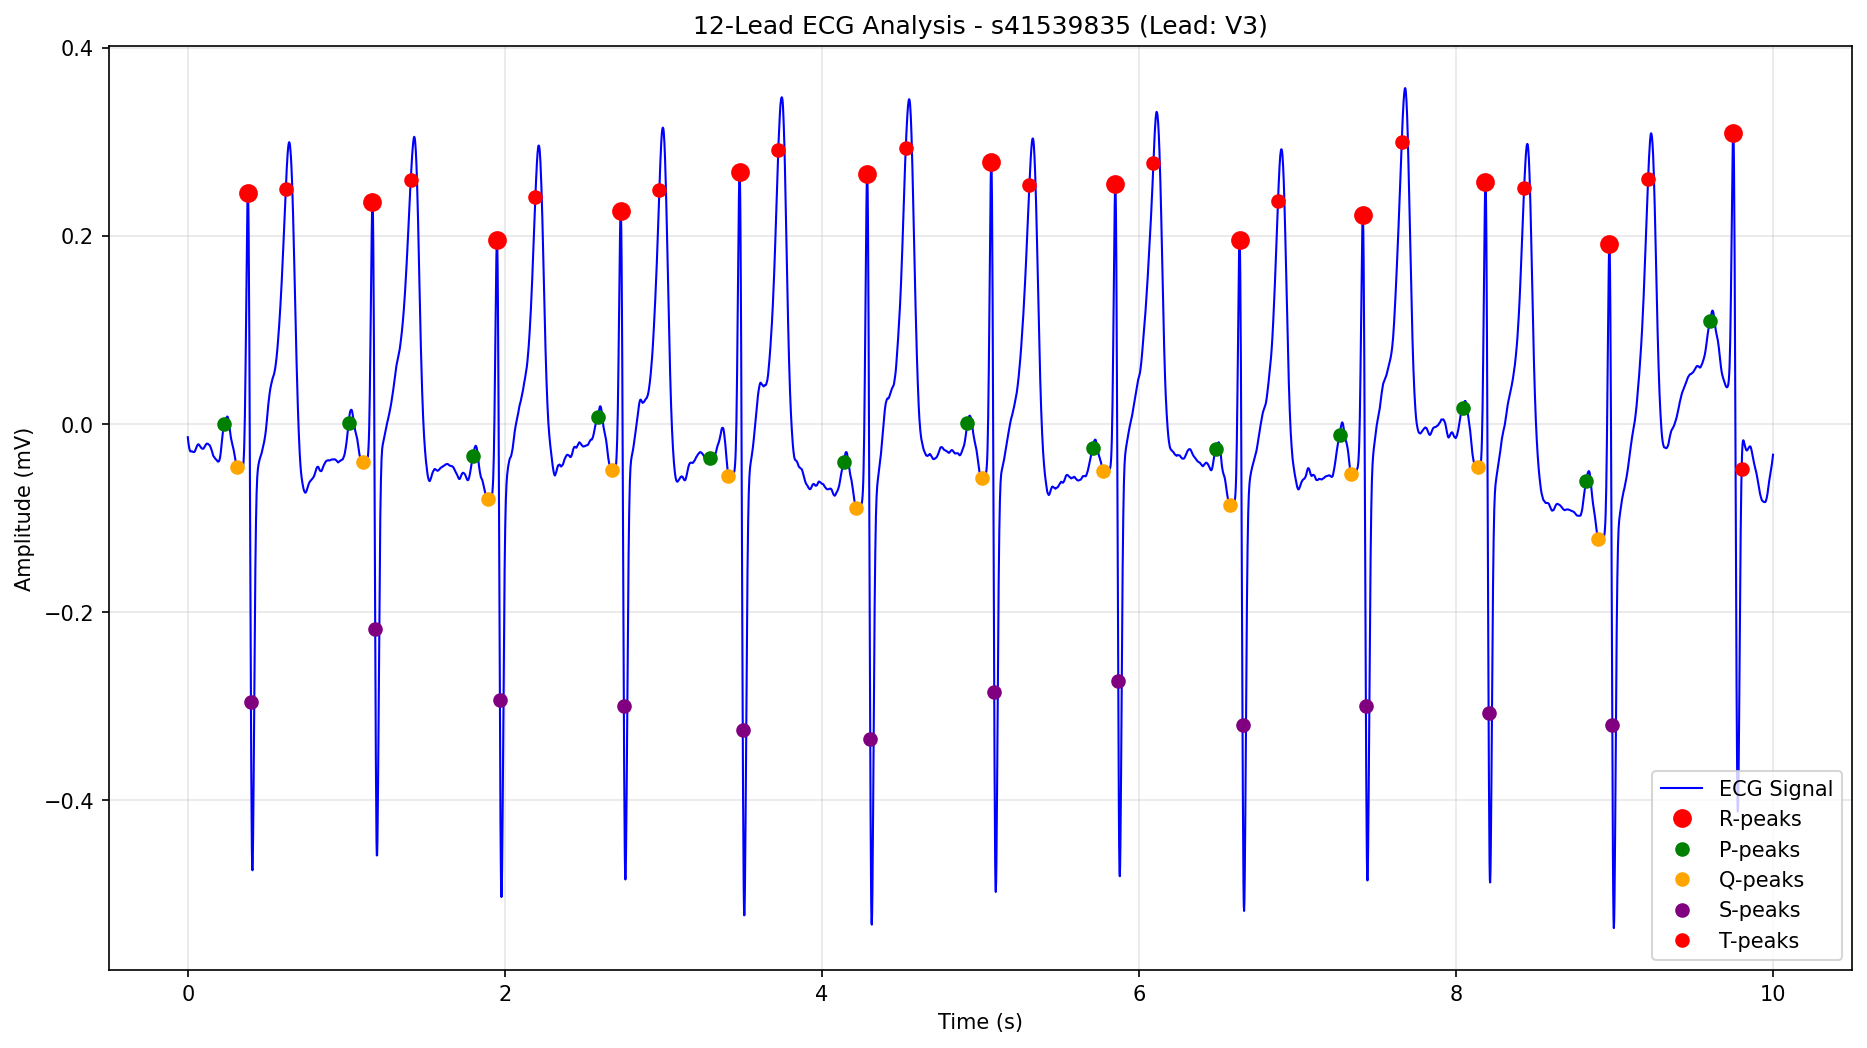 12-Lead ECG Analysis - s41539835 (Lead: V3)
Amplitude (mV)
0.4
0.2
0.0
−0.2
−0.4
0
2
4
6
8
10
Time (s)
ECG Signal
R-peaks
P-peaks
Q-peaks
S-peaks
T-peaks